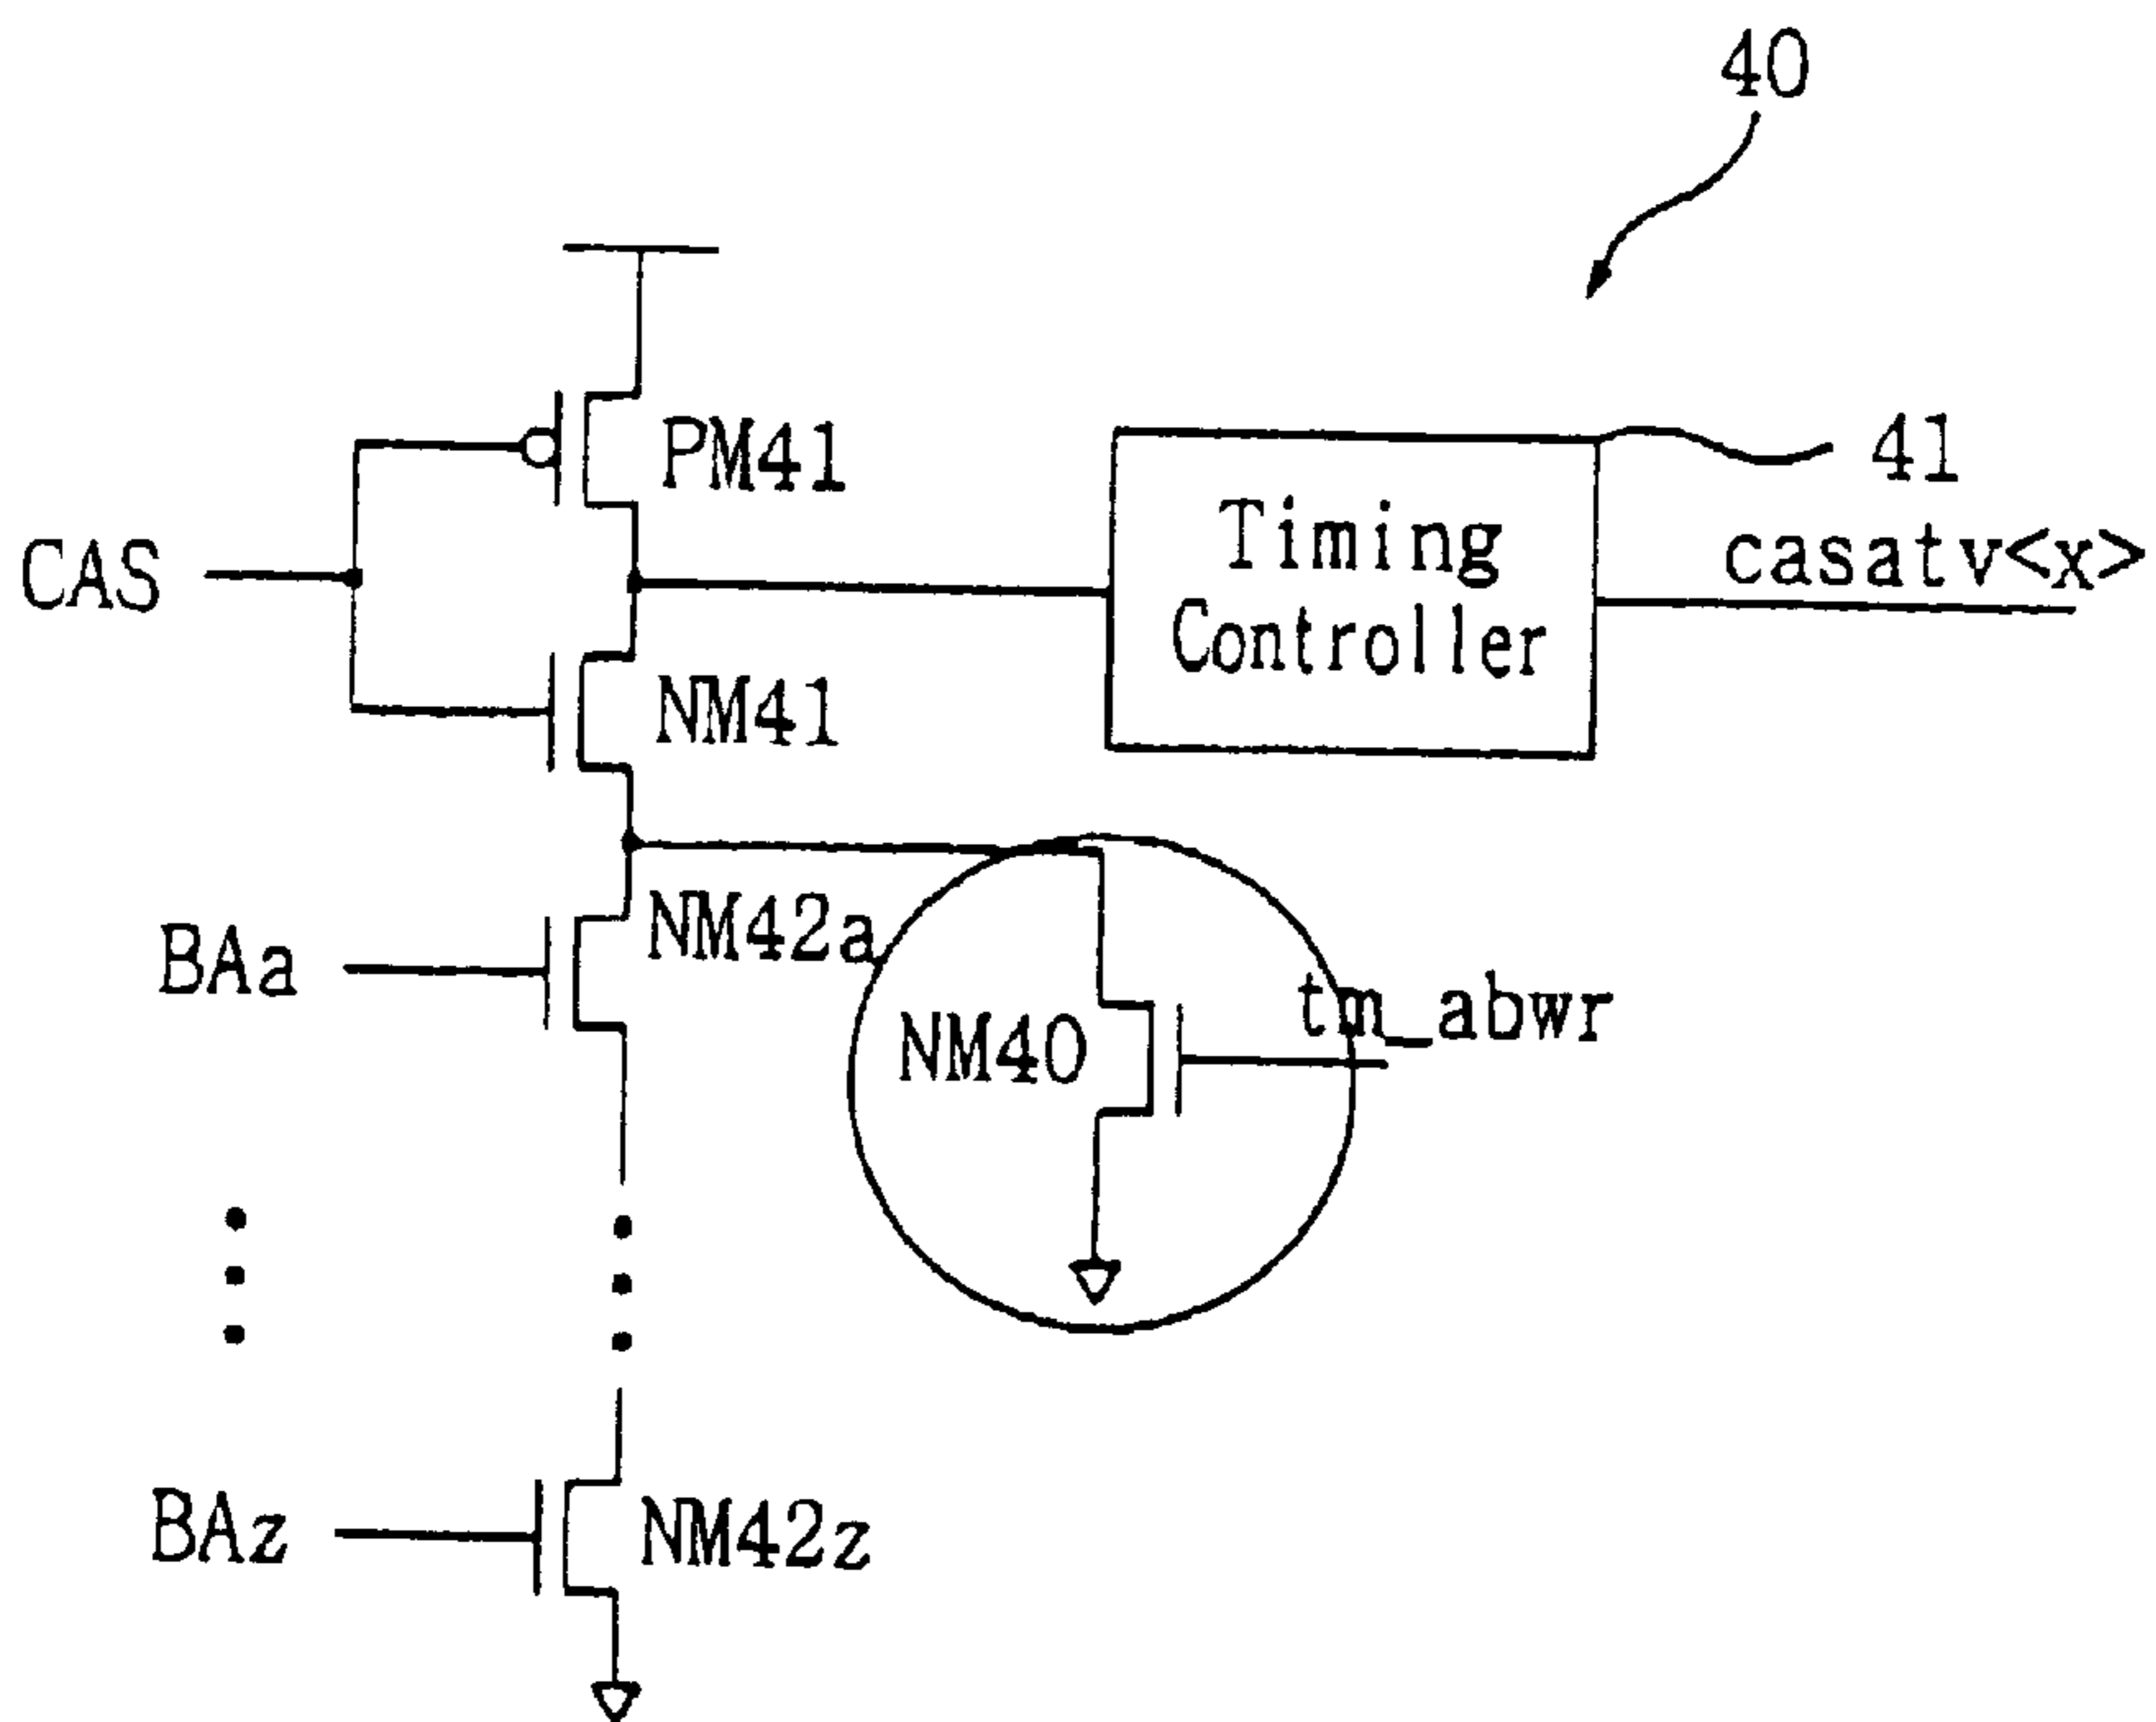 40
PM41
41
Timing
Controller
casatv<x>
CAS
NM41
NM42a
BAa
tm_abwr
NM40
BAz
NM42z